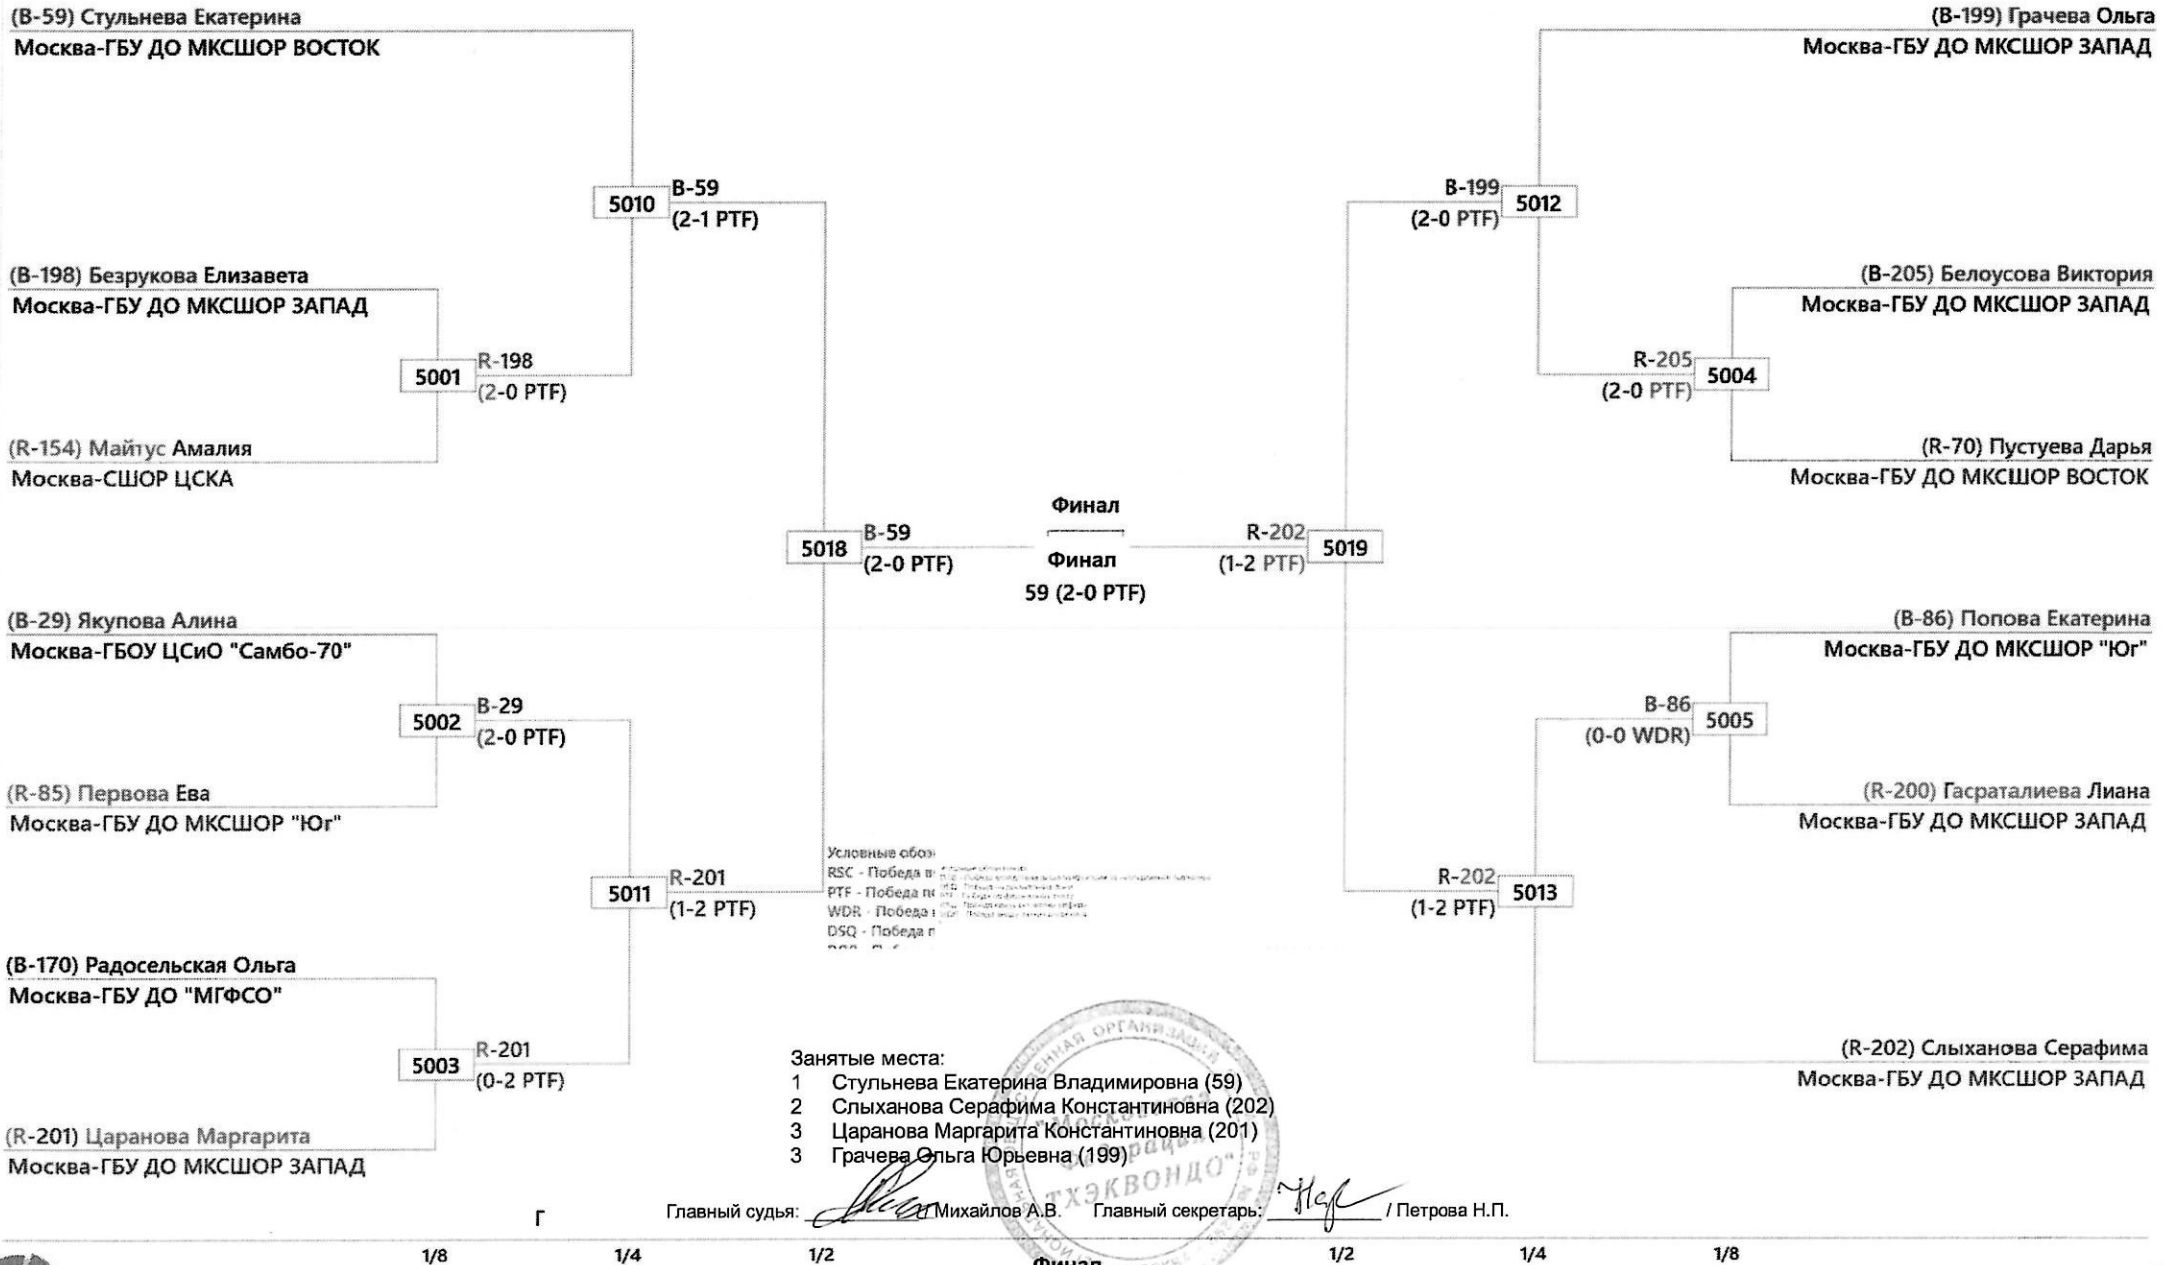 (B-59) Стульнева Екатерина
Москва-ГБУ ДО МКСШОР ВОСТОК
(B-199) Грачева Ольга
Москва-ГБУ ДО МКСШОР ЗАПАД
5010
B-59
(2-1 PTF)
B-199
(2-0 PTF)
5012
(B-198) Безрукова Елизавета
Москва-ГБУ ДО МКСШОР ЗАПАД
(B-205) Белоусова Виктория
Москва-ГБУ ДО МКСШОР ЗАПАД
5001
R-198
(2-0 PTF)
R-205
(2-0 PTF)
5004
(R-154) Майтус Амалия
Москва-СШОР ЦСКА
(R-70) Пустуева Дарья
Москва-ГБУ ДО МКСШОР ВОСТОК
5018
B-59
(2-0 PTF)
Финал
Финал
59 (2-0 PTF)
R-202
(1-2 PTF)
5019
(B-29) Якупова Алина
Москва-ГБОУ ЦСиО "Самбо-70"
(B-86) Попова Екатерина
Москва-ГБУ ДО МКСШОР "Юг"
5002
B-29
(2-0 PTF)
B-86
(0-0 WDR)
5005
(R-85) Первова Ева
Москва-ГБУ ДО МКСШОР "Юг"
(R-200) Гасраталиева Лиана
Москва-ГБУ ДО МКСШОР ЗАПАД
5011
R-201
(1-2 PTF)
Условные
RSC - Победа
PTF - Победа
WDR - Победа
DSQ - Победа
R-202
(1-2 PTF)
5013
(B-170) Радосельская Ольга
Москва-ГБУ ДО "МГФСО"
5003
R-201
(0-2 PTF)
(R-202) Слыханова Серафима
Москва-ГБУ ДО МКСШОР ЗАПАД
(R-201) Царанова Маргарита
Москва-ГБУ ДО МКСШОР ЗАПАД
Занятые места:
1 Стульнева Екатерина Владимировна (59)
2 Слыханова Серафима Константиновна (202)
3 Царанова Маргарита Константиновна (201)
3 Грачева Ольга Юрьевна (199)
ОРГАНИЗАЦИЯ
"Московская
Федерация
ТХЭКВОНДО"
Г
Главный судья: Михайлов А.В. Главный секретарь: / Петрова Н.П.
1/8 1/4 1/2 Финал 1/2 1/4 1/8